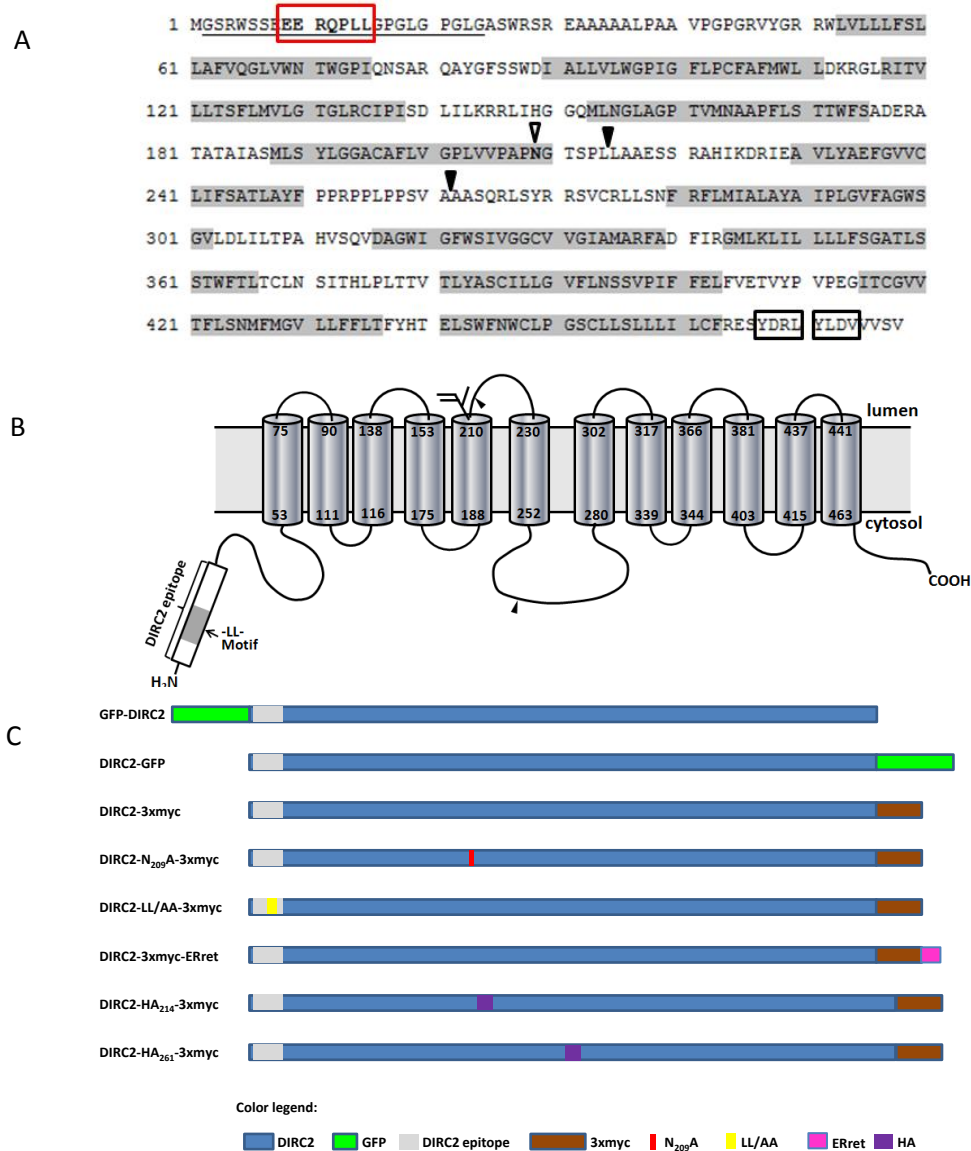 A
1 MGSRWSSEEE RQPLLGPGLG PGLGASWRSR EAAAAALPAA VPGPGRVYGR RWLVLLLFSL
61 LAFVQGLVWN TWGPIQNSAR QAYGFSSWDI ALLVLWGPIG FLPCFAFMWL LDKRGLRITV
121 LLTSFLMVLG TGLRCIPISD LILKRRLIHG GQMLNGLAGP TVMNAAPFLS TTWFSADERA
181 TATAIASMLS YLGGACAFLV GPLVVPAPNG TSPLLAAESS RAHIKDRIEA VLYAEFGVVC
241 LIFSATLAYF PPRPPLPPSV AAASQRLSYR RSVCRLLSNF RFLMIALAYA IPLGVFAGWS
301 GVLDLILTPA HVSQVDAGWI GFWSIVGGCV VGIAMARFAD FIRGMLKLIL LLLFSGATLS
361 STWFTLTCLN SITHLPLTTV TLYASCILLG VFLNSSVPIF FELFVETVYP VPEGITCGVV
421 TFLSNMFMGV LLFFLTFYHT ELSWFNWCLP GSCLLSLLLI LCFRESYDRL YLDVVVSV
B
lumen
75 90 138 153 210 230 302 317 366 381 437 441
53 111 116 175 188 252 280 339 344 403 415 463
cytosol
COOH
DIRC2 epitope
-LL-
Motif
H₂N
C
GFP-DIRC2
DIRC2-GFP
DIRC2-3xmyc
DIRC2-N₂₀₉A-3xmyc
DIRC2-LL/AA-3xmyc
DIRC2-3xmyc-ERret
DIRC2-HA₂₁₄-3xmyc
DIRC2-HA₂₆₁-3xmyc
Color legend:
DIRC2 GFP DIRC2 epitope 3xmyc N₂₀₉A LL/AA ERret HA